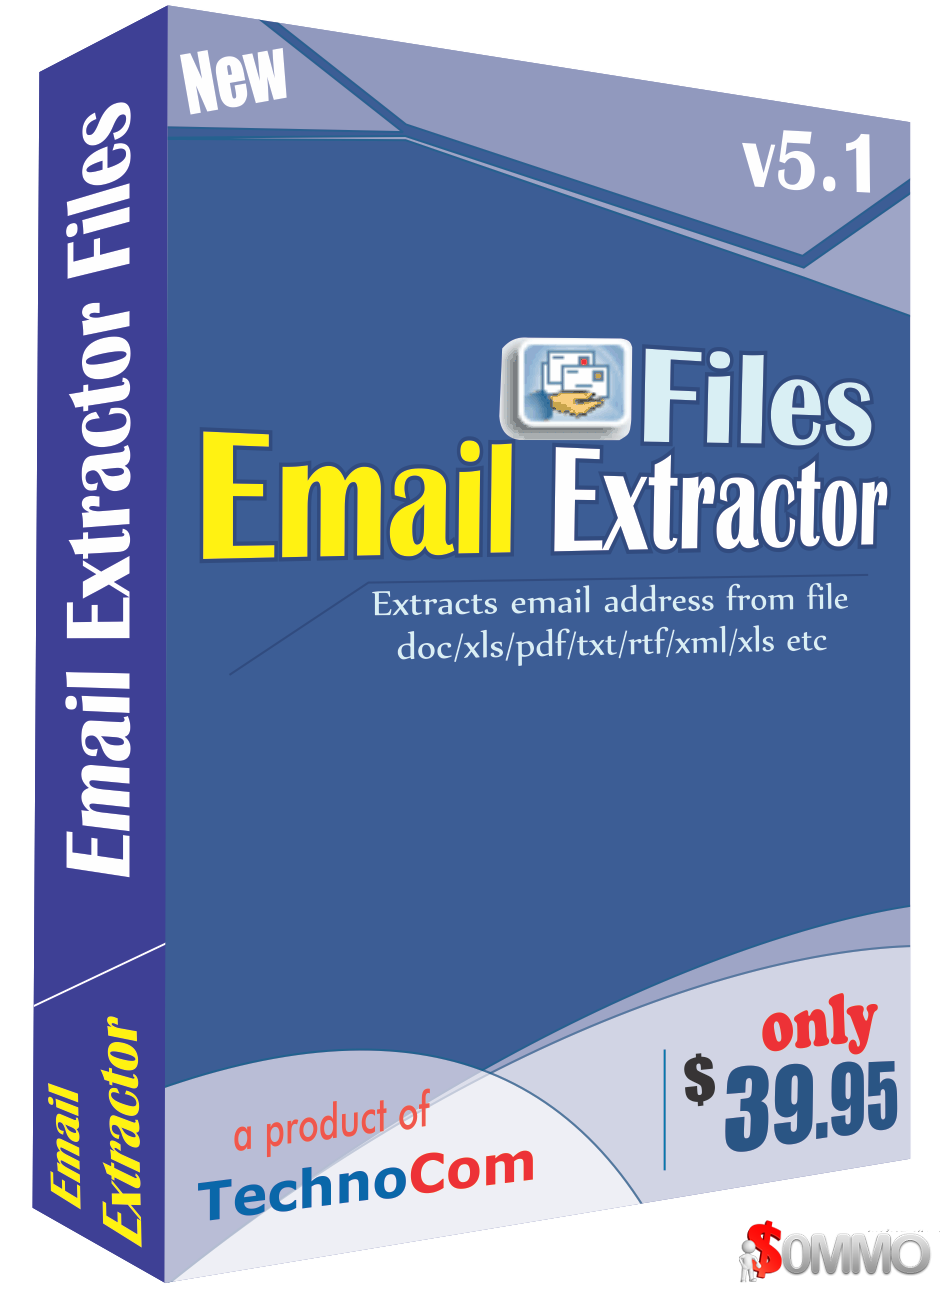 New
v5.1
Email Extractor Files
Files
Email Extractor
Extracts email address from file
doc/xls/pdf/txt/rtf/xml/xls etc
Email
Extractor
only
$ 39.95
a product of
TechnoCom
$OMMO